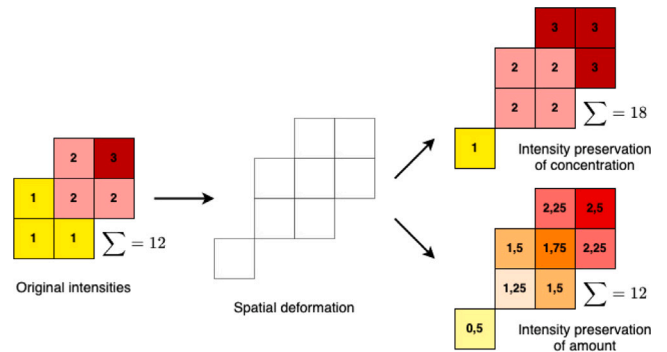 2 3
1 2 2
1 1 ∑ = 12
Original intensities
Spatial deformation
3 3
2 2 3
2 2 ∑ = 18
1
Intensity preservation
of concentration
2,25 2,5
1,5 1,75 2,25
1,25 1,5 ∑ = 12
0,5
Intensity preservation
of amount